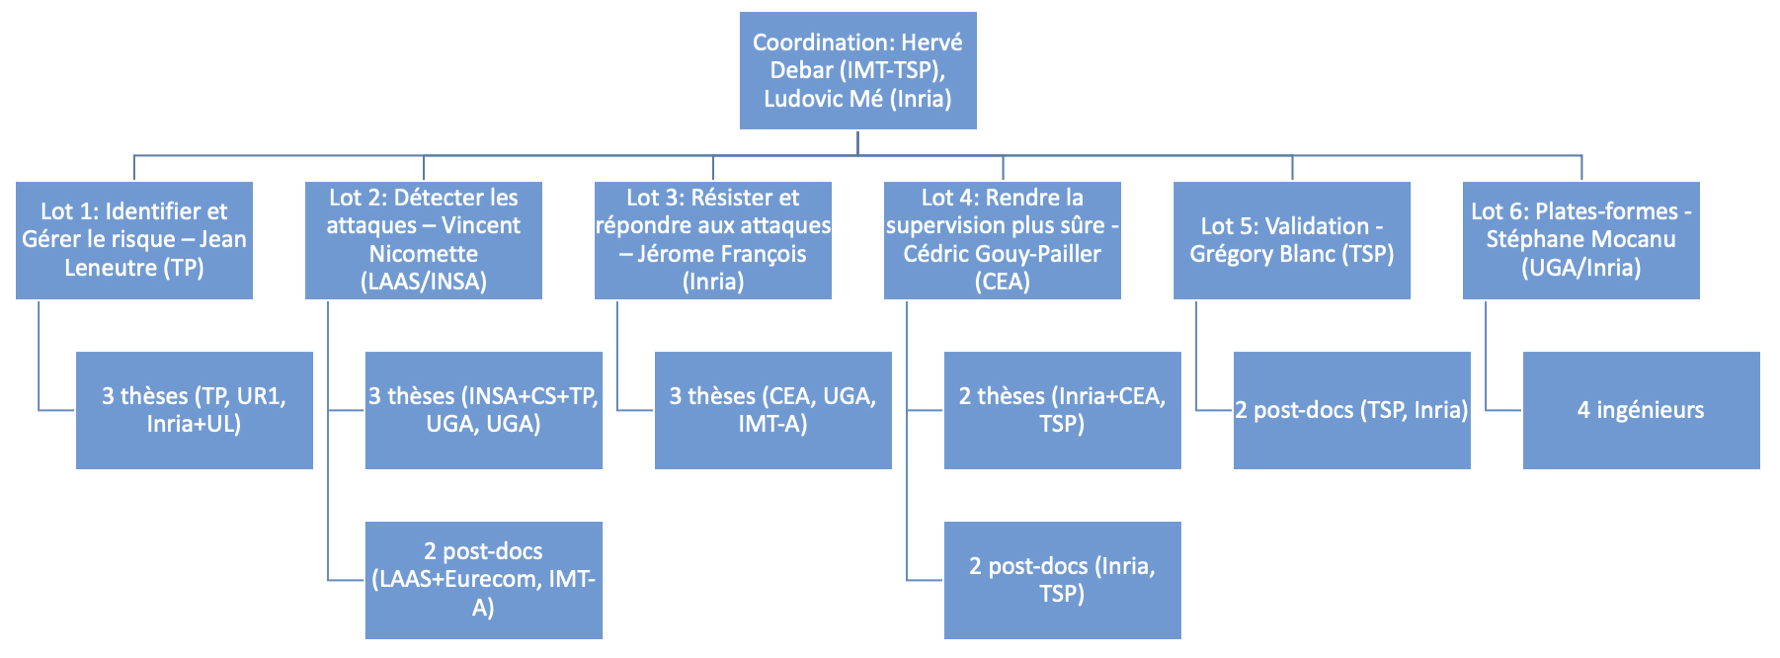 Coordination: Hervé
Debar (IMT-TSP),
Ludovic Mé (Inria)
Lot 1: Identifier et
Gérer le risque – Jean
Leneutre (TP)
Lot 2: Détecter les
attaques – Vincent
Nicomette
(LAAS/INSA)
Lot 3: Résister et
répondre aux attaques
– Jérome François
(Inria)
Lot 4: Rendre la
supervision plus sûre -
Cédric Gouy-Pailler
(CEA)
Lot 5: Validation -
Grégory Blanc (TSP)
Lot 6: Plates-formes -
Stéphane Mocanu
(UGA/Inria)
3 thèses (TP, UR1,
Inria+UL)
3 thèses (INSA+CS+TP,
UGA, UGA)
3 thèses (CEA, UGA,
IMT-A)
2 thèses (Inria+CEA,
TSP)
2 post-docs (TSP, Inria)
4 ingénieurs
2 post-docs
(LAAS+Eurecom, IMT-
A)
2 post-docs (Inria,
TSP)